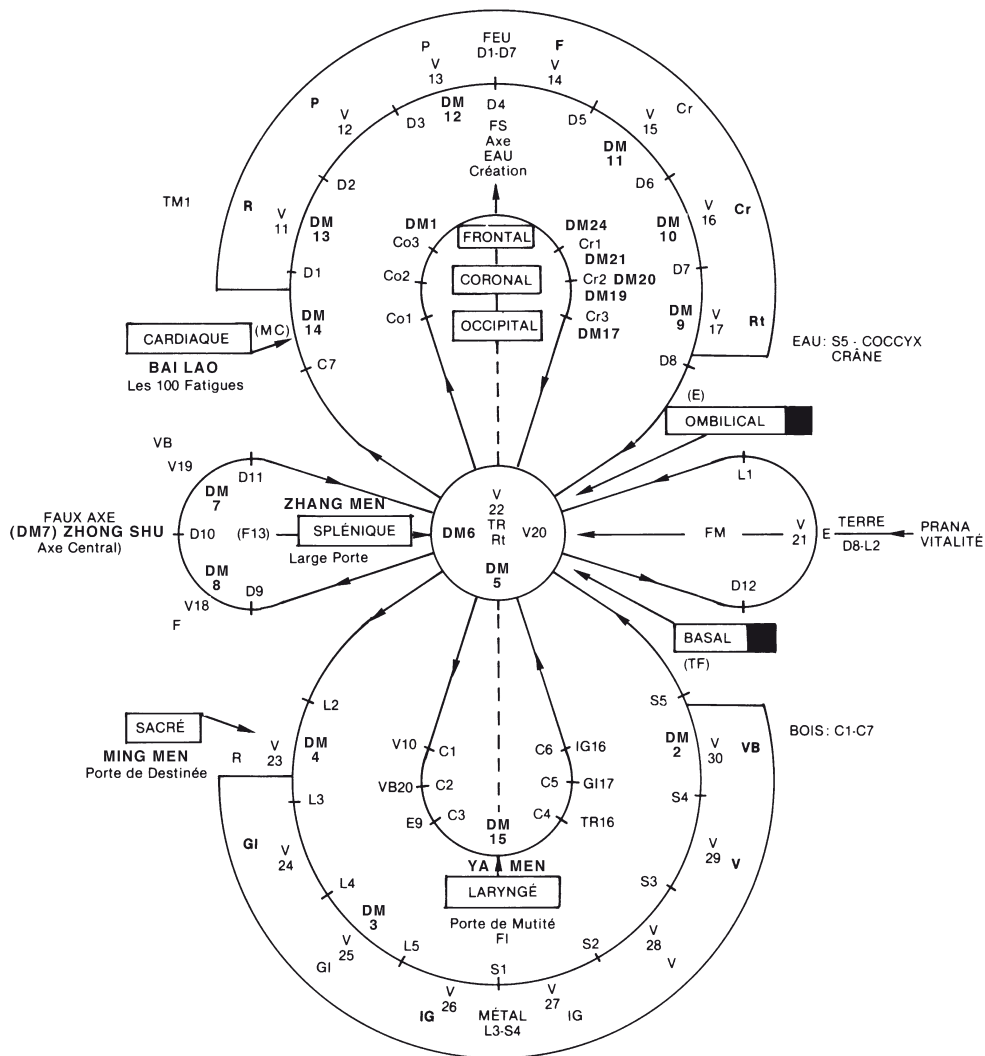 FEU
D1-D7
P
F
V
13
V
14
P
V
12
DM
12
D3
D4
D5
V
15
Cr
FS
Axe
EAU
Création
DM
11
D2
D6
TM1
R
V
11
DM
13
DM1
FRONTAL
DM24
Cr1
DM21
DM
10
V
16
Cr
Co3
D1
Co2
CORONAL
Cr2 DM20
DM19
D7
DM
14
Co1
OCCIPITAL
Cr3
DM17
DM
9
V
17
Rt
CARDIAQUE
(MC)
EAU: S5 - COCCYX
CRÂNE
BAI LAO
Les 100 Fatigues
C7
D8
(E)
OMBILICAL
VB
V19
D11
L1
DM
7
ZHANG MEN
V
22
TR
Rt
FAUX AXE
(DM7) ZHONG SHU
Axe Central)
D10
(F13)
SPLÉNIQUE
DM6
V20
FM
V
21
E
TERRE
D8-L2
PRANA
VITALITÉ
Large Porte
DM
8
DM
5
V18
D9
D12
F
BASAL
(TF)
SACRÉ
L2
S5
MING MEN
Porte de Destinée
R
V
23
DM
4
V10
C1
C6
IG16
DM
2
V
30
VB
BOIS: C1-C7
L3
VB20
C2
C5
GI17
S4
E9
C3
DM
15
C4
TR16
GI
V
24
V
29
V
YA MEN
LARYNGÉ
L4
S3
DM
3
Porte de Mutité
FI
V
28
V
GI
V
25
L5
S1
S2
IG
V
26
MÉTAL
L3-S4
V
27
IG